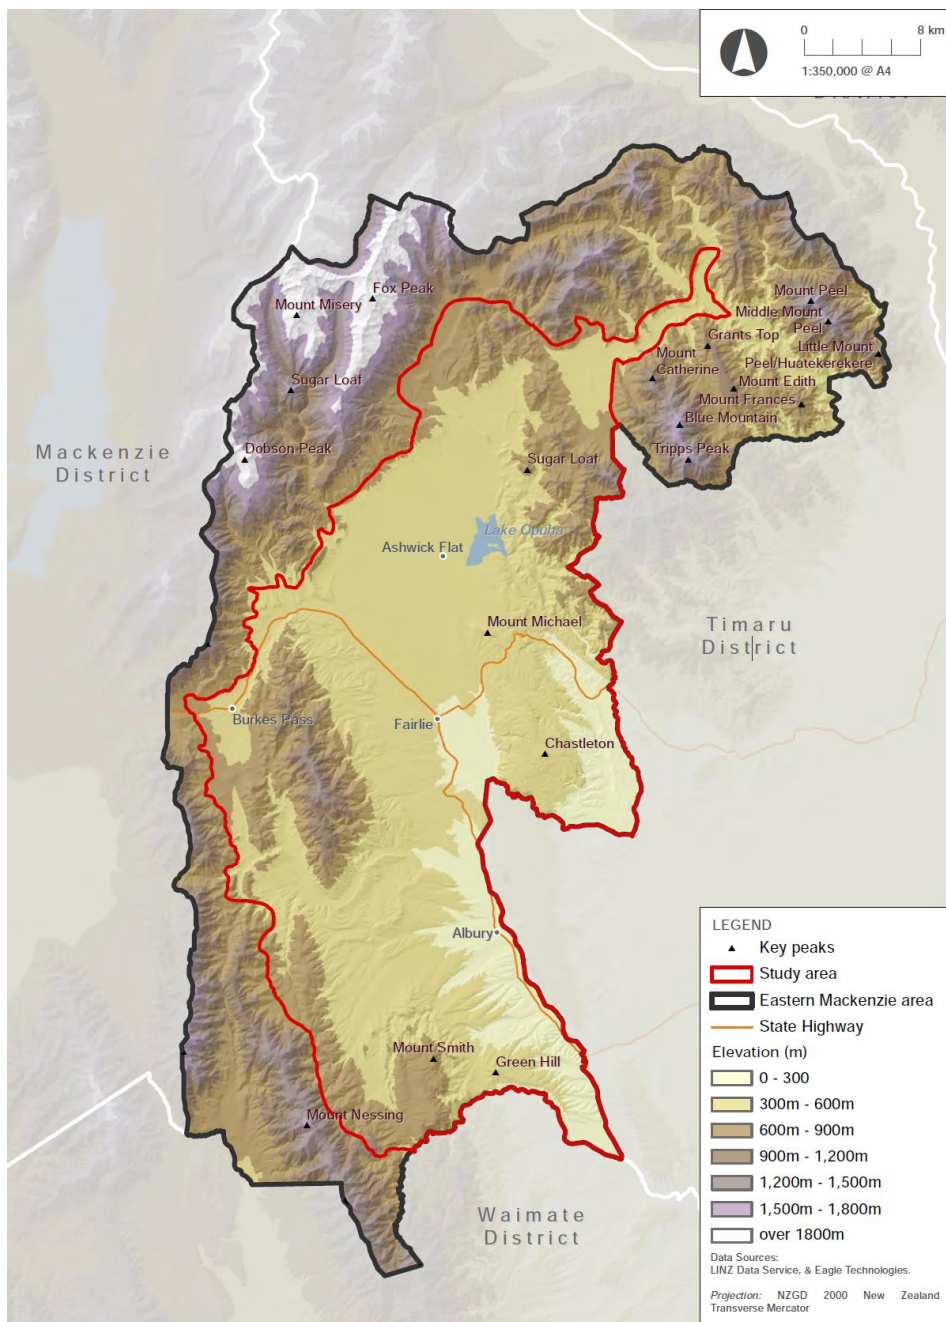 0 8 km
1:350,000 @ A4
Fox Peak
Mount Misery
Sugar Loaf
Dobson Peak
Mackenzie
District
Mount Peel
Middle Mount
Peel
Grants Top
Little Mount
Peel/Huatekerekere
Mount
Catherine
Mount Edith
Mount Frances
Blue Mountain
Tripps Peak
Sugar Loaf
Lake Opuha
Ashwick Flat
Mount Michael
Timaru
District
Burkes Pass
Fairlie
Chastleton
Albury
Mount Smith
Green Hill
Mount Nessing
Waimate
District
LEGEND
Key peaks
Study area
Eastern Mackenzie area
State Highway
Elevation (m)
0 - 300
300m - 600m
600m - 900m
900m - 1,200m
1,200m - 1,500m
1,500m - 1,800m
over 1800m
Data Sources:
LINZ Data Service, & Eagle Technologies.
Projection: NZGD 2000 New Zealand
Transverse Mercator